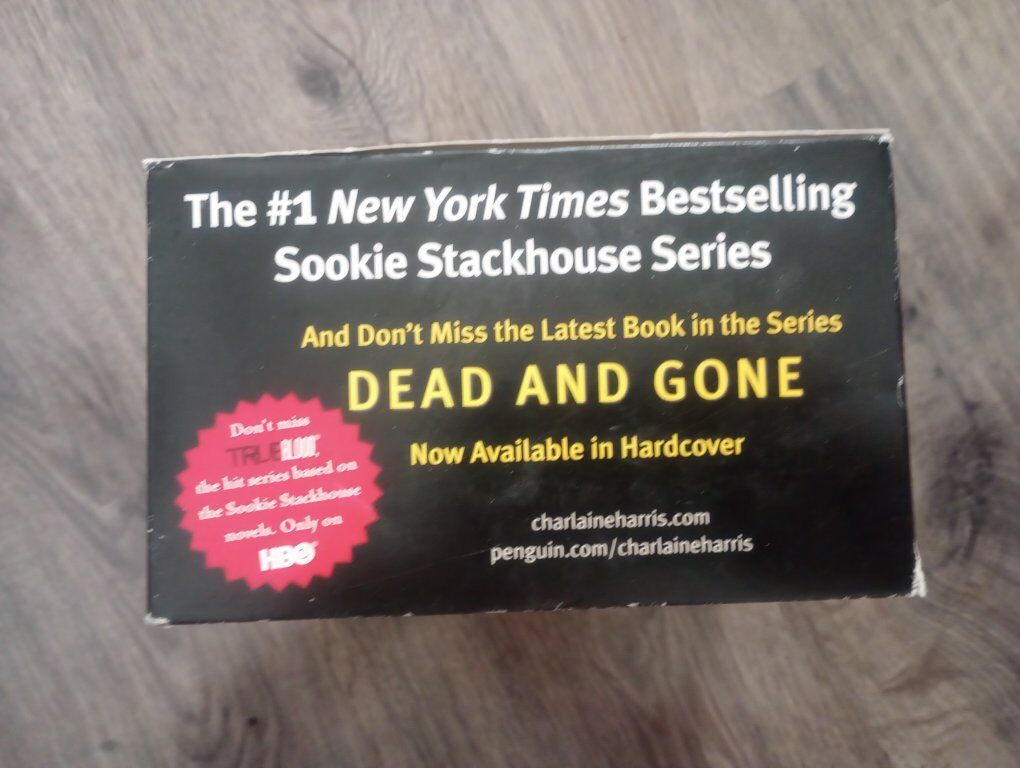 The #1 New York Times Bestselling
Sookie Stackhouse Series
And Don't Miss the Latest Book in the Series
DEAD AND GONE
Now Available in Hardcover
charlaineharris.com
penguin.com/charlaineharris
Don't miss
TRUE BLOOD,
the hit series based on
the Sookie Stackhouse
novels. Only on
HBO®